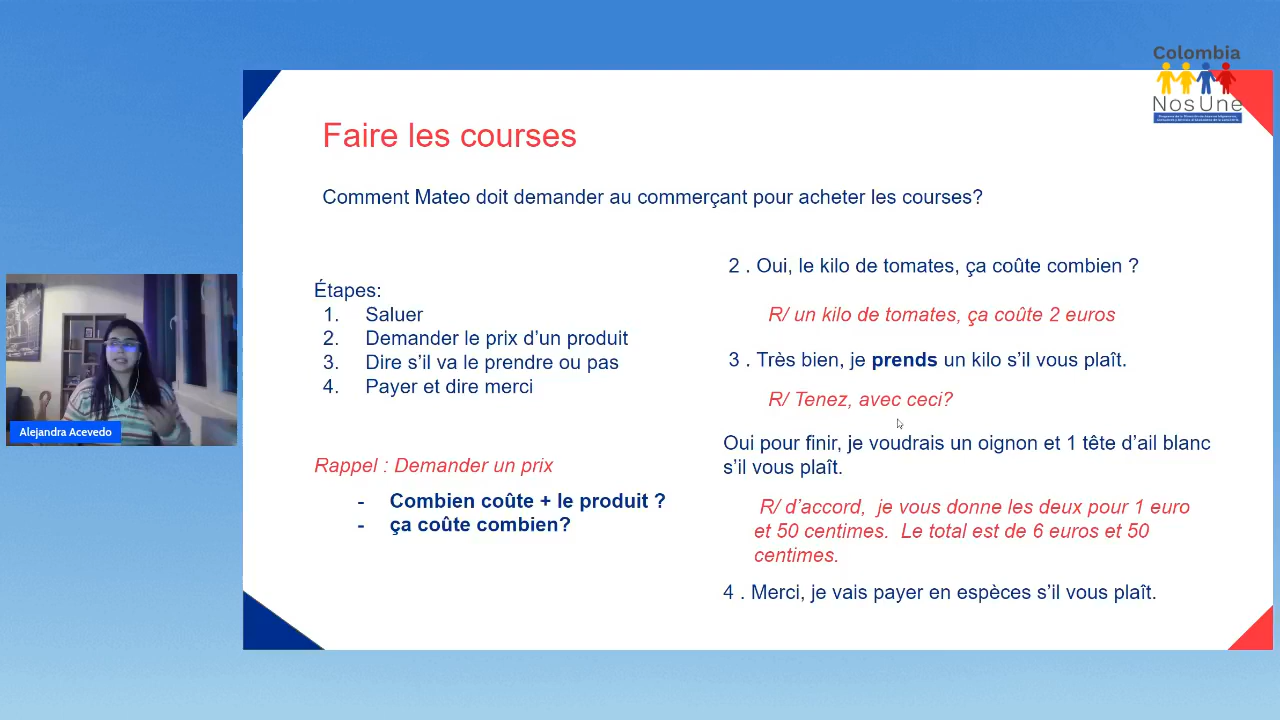 Colombia
NosUne
Faire les courses
Comment Mateo doit demander au commerçant pour acheter les courses?
Étapes:
1. Saluer
2. Demander le prix d'un produit
3. Dire s'il va le prendre ou pas
4. Payer et dire merci
Rappel : Demander un prix
- Combien coûte + le produit ?
- ça coûte combien?
2 . Oui, le kilo de tomates, ça coûte combien ?
R/ un kilo de tomates, ça coûte 2 euros
3 . Très bien, je prends un kilo s'il vous plaît.
R/ Tenez, avec ceci?
Oui pour finir, je voudrais un oignon et 1 tête d'ail blanc
s'il vous plaît.
R/ d'accord, je vous donne les deux pour 1 euro
et 50 centimes. Le total est de 6 euros et 50
centimes.
4 . Merci, je vais payer en espèces s'il vous plaît.
Alejandra Acevedo